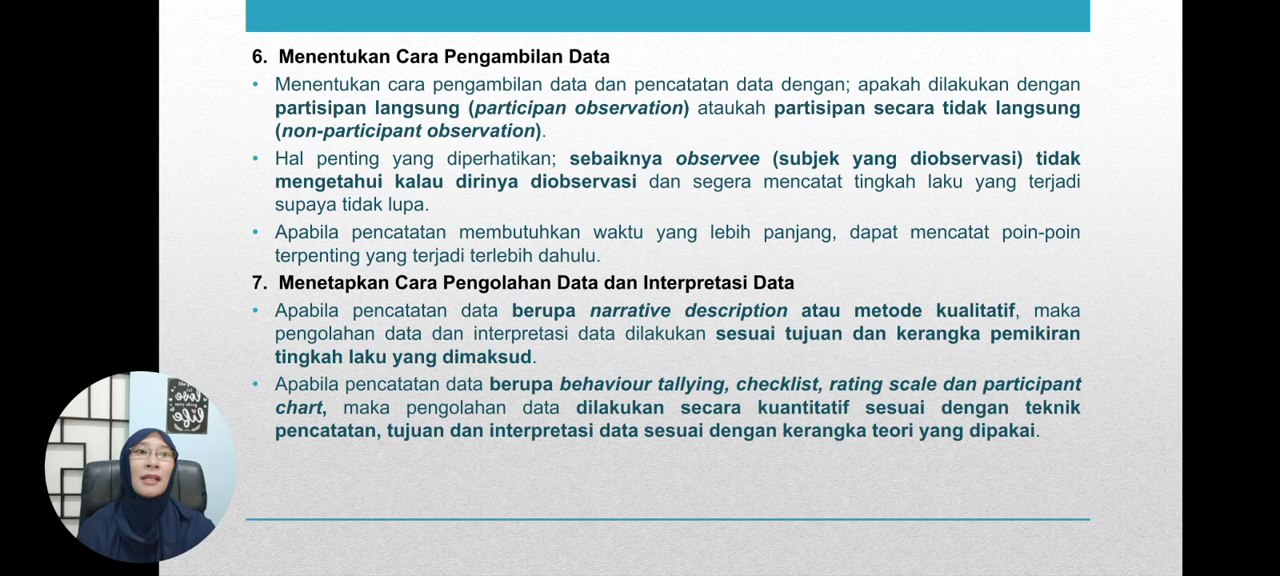 6. Menentukan Cara Pengambilan Data
• Menentukan cara pengambilan data dan pencatatan data dengan; apakah dilakukan dengan
partisipan langsung (participan observation) ataukah partisipan secara tidak langsung
(non-participant observation).
• Hal penting yang diperhatikan; sebaiknya observee (subjek yang diobservasi) tidak
mengetahui kalau dirinya diobservasi dan segera mencatat tingkah laku yang terjadi
supaya tidak lupa.
• Apabila pencatatan membutuhkan waktu yang lebih panjang, dapat mencatat poin-poin
terpenting yang terjadi terlebih dahulu.
7. Menetapkan Cara Pengolahan Data dan Interpretasi Data
• Apabila pencatatan data berupa narrative description atau metode kualitatif, maka
pengolahan data dan interpretasi data dilakukan sesuai tujuan dan kerangka pemikiran
tingkah laku yang dimaksud.
• Apabila pencatatan data berupa behaviour tallying, checklist, rating scale dan participant
chart, maka pengolahan data dilakukan secara kuantitatif sesuai dengan teknik
pencatatan, tujuan dan interpretasi data sesuai dengan kerangka teori yang dipakai.
love
life